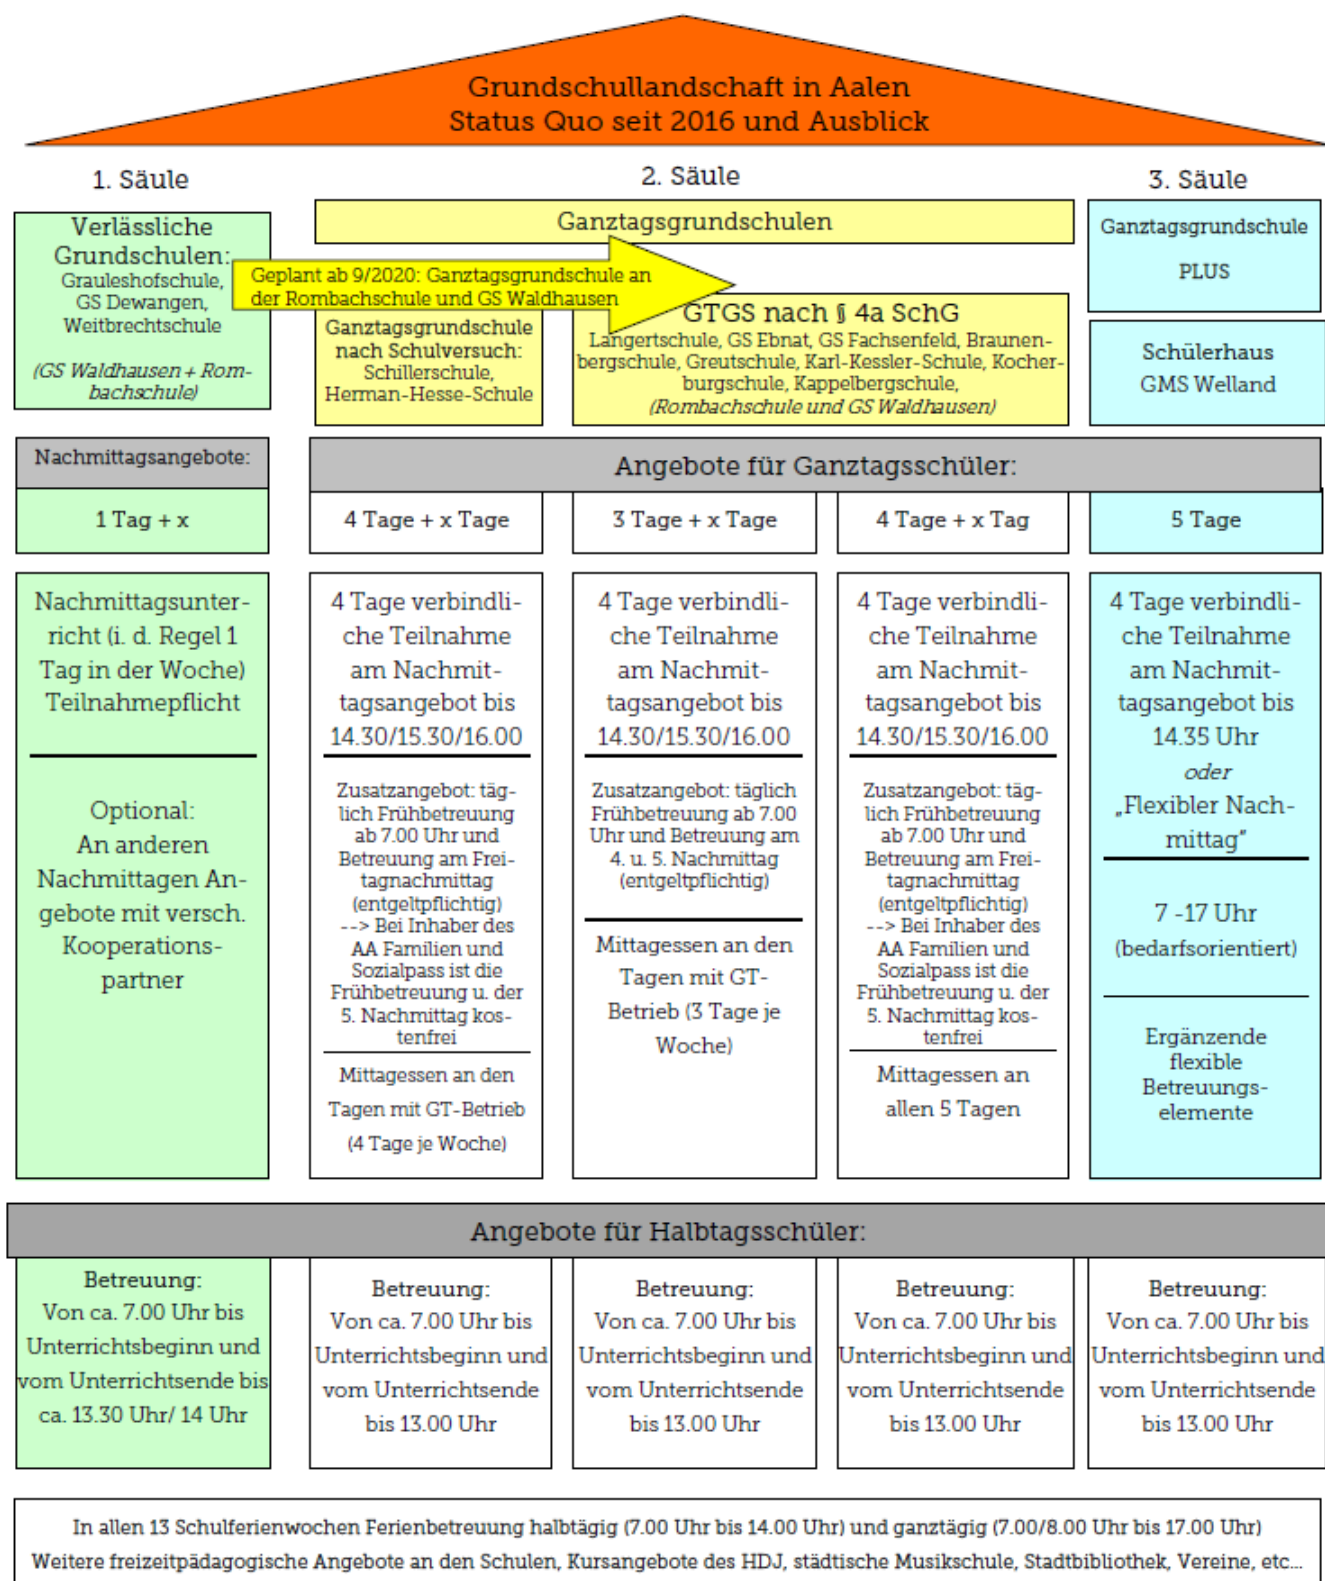 Grundschullandschaft in Aalen
Status Quo seit 2016 und Ausblick
1. Säule
2. Säule
3. Säule
Verlässliche
Grundschulen:
Grauleshofschule,
GS Dewangen,
Weitbrechtschule
(GS Waldhausen + Rom-
bachschule)
Ganztagsgrundschulen
Geplant ab 9/2020: Ganztagsgrundschule an
der Rombachschule und GS Waldhausen
Ganztagsgrundschule
nach Schulversuch:
Schillerschule,
Herman-Hesse-Schule
GTGS nach § 4a SchG
Langertschule, GS Ebnat, GS Fachsenfeld, Braunen-
bergschule, Greutschule, Karl-Kessler-Schule, Kocher-
burgschule, Kappelbergschule,
(Rombachschule und GS Waldhausen)
Ganztagsgrundschule
PLUS
Schülerhaus
GMS Welland
Nachmittagsangebote:
Angebote für Ganztagsschüler:
1 Tag + x
4 Tage + x Tage
3 Tage + x Tage
4 Tage + x Tag
5 Tage
Nachmittagsunter-
richt (i. d. Regel 1
Tag in der Woche)
Teilnahmepflicht
Optional:
An anderen
Nachmittagen An-
gebote mit versch.
Kooperations-
partner
4 Tage verbindli-
che Teilnahme
am Nachmit-
tagsangebot bis
14.30/15.30/16.00
Zusatzangebot: täg-
lich Frühbetreuung
ab 7.00 Uhr und
Betreuung am Frei-
tagnachmittag
(entgeltpflichtig)
--> Bei Inhaber des
AA Familien und
Sozialpass ist die
Frühbetreuung u. der
5. Nachmittag kos-
tenfrei
Mittagessen an den
Tagen mit GT-Betrieb
(4 Tage je Woche)
4 Tage verbindli-
che Teilnahme
am Nachmit-
tagsangebot bis
14.30/15.30/16.00
Zusatzangebot: täglich
Frühbetreuung ab 7.00
Uhr und Betreuung am
4. u. 5. Nachmittag
(entgeltpflichtig)
Mittagessen an den
Tagen mit GT-
Betrieb (3 Tage je
Woche)
4 Tage verbindli-
che Teilnahme
am Nachmit-
tagsangebot bis
14.30/15.30/16.00
Zusatzangebot: täg-
lich Frühbetreuung
ab 7.00 Uhr und
Betreuung am Frei-
tagnachmittag
(entgeltpflichtig)
--> Bei Inhaber des
AA Familien und
Sozialpass ist die
Frühbetreuung u. der
5. Nachmittag kos-
tenfrei
Mittagessen an
allen 5 Tagen
4 Tage verbindli-
che Teilnahme
am Nachmit-
tagsangebot bis
14.35 Uhr
oder
„Flexibler Nach-
mittag"
7 -17 Uhr
(bedarfsorientiert)
Ergänzende
flexible
Betreuungs-
elemente
Angebote für Halbtagsschüler:
Betreuung:
Von ca. 7.00 Uhr bis
Unterrichtsbeginn und
vom Unterrichtsende bis
ca. 13.30 Uhr/ 14 Uhr
Betreuung:
Von ca. 7.00 Uhr bis
Unterrichtsbeginn und
vom Unterrichtsende
bis 13.00 Uhr
Betreuung:
Von ca. 7.00 Uhr bis
Unterrichtsbeginn und
vom Unterrichtsende
bis 13.00 Uhr
Betreuung:
Von ca. 7.00 Uhr bis
Unterrichtsbeginn und
vom Unterrichtsende
bis 13.00 Uhr
Betreuung:
Von ca. 7.00 Uhr bis
Unterrichtsbeginn und
vom Unterrichtsende
bis 13.00 Uhr
In allen 13 Schulferienwochen Ferienbetreuung halbtägig (7.00 Uhr bis 14.00 Uhr) und ganztägig (7.00/8.00 Uhr bis 17.00 Uhr)
Weitere freizeitpädagogische Angebote an den Schulen, Kursangebote des HDJ, städtische Musikschule, Stadtbibliothek, Vereine, etc...